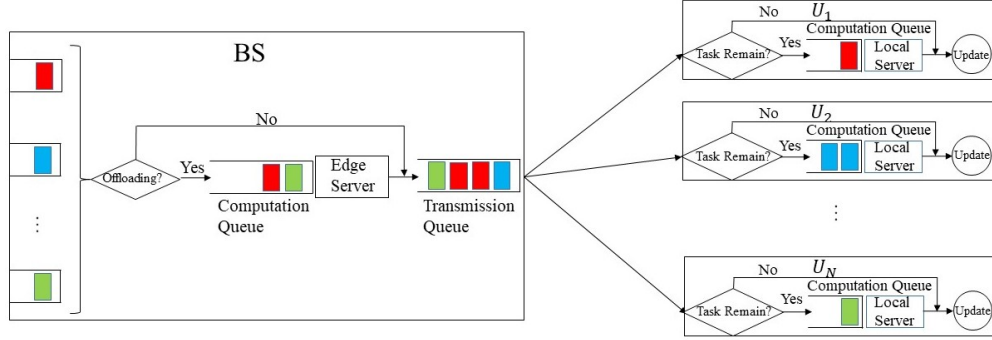 BS
Offloading?
Yes
No
Computation
Queue
Edge
Server
Transmission
Queue
No
U1
Computation Queue
Task Remain?
Yes
Local
Server
Update
No
U2
Computation Queue
Task Remain?
Yes
Local
Server
Update
No
UN
Computation Queue
Task Remain?
Yes
Local
Server
Update